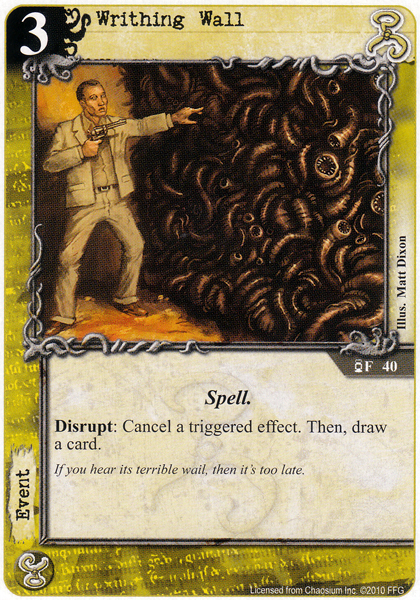 3
Writhing Wall
Illus. Matt Dixon
F 40
Spell.
Disrupt: Cancel a triggered effect. Then, draw
a card.
If you hear its terrible wail, then it's too late.
Event
Licensed from Chaosium Inc. ©2010 FFG